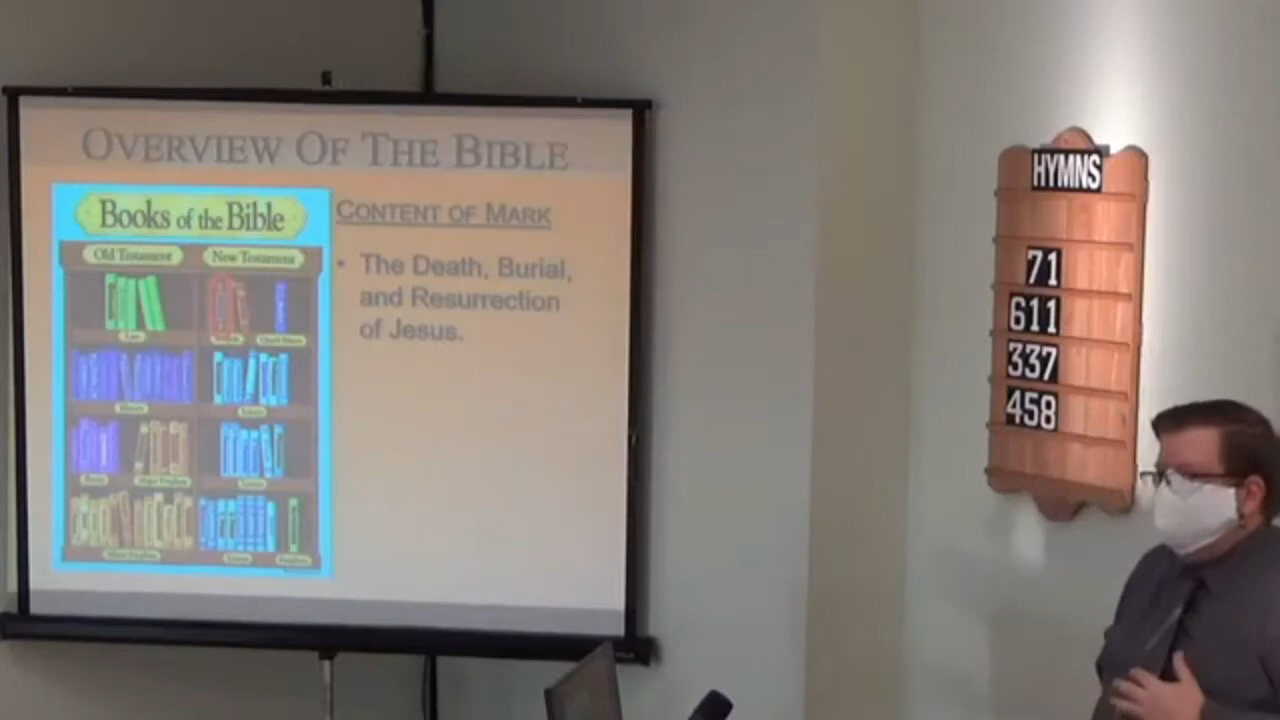 OVERVIEW OF THE BIBLE
Books of the Bible
Old Testament
New Testament
CONTENT OF MARK
• The Death, Burial,
and Resurrection
of Jesus.
HYMNS
71
611
337
458